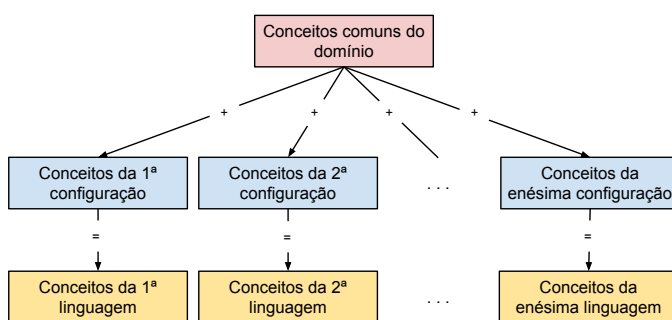 Conceitos comuns do
domínio
+ + + +
Conceitos da 1ª
configuração
Conceitos da 2ª
configuração
. . .
Conceitos da
enésima configuração
= = =
Conceitos da 1ª
linguagem
Conceitos da 2ª
linguagem
. . .
Conceitos da
enésima linguagem